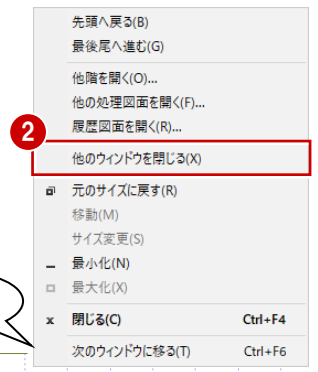 先頭へ戻る(B)
最後尾へ進む(G)
他階を開く(O)...
他の処理図面を開く(F)...
履歴図面を開く(R)...
2
他のウィンドウを閉じる(X)
元のサイズに戻す(R)
移動(M)
サイズ変更(S)
最小化(N)
最大化(X)
閉じる(C) Ctrl+F4
次のウィンドウに移る(T) Ctrl+F6